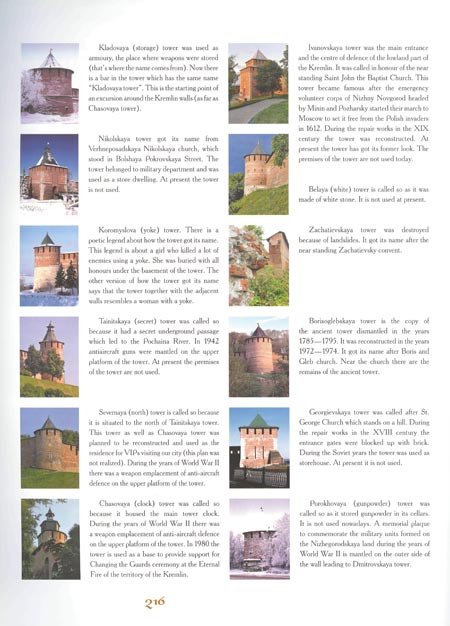 Kladovaya (storage) tower was used as
armoury, the place where weapons were stored
(that's where the name comes from). Now there
is a bar in the tower which has the same name
"Kladovaya tower". This is the starting point of
an excursion around the Kremlin walls (as far as
Chasovaya tower).
Nikolskaya tower got its name from
Verhneposadskaya Nikolskaya church, which
stood in Bolshaya Pokrovskaya Street. The
tower belonged to military department and was
used as a store dwelling. At present the tower
is not used.
Koromyslova (yoke) tower. There is a
poetic legend about how the tower got its name.
This legend is about a girl who killed a lot of
enemies using a yoke. She was buried with all
honours under the basement of the tower. The
other version of how the tower got its name
says that the tower together with the adjacent
walls resembles a woman with a yoke.
Tainitskaya (secret) tower was called so
because it had a secret underground passage
which led to the Pochaina River. In 1942
antiaircraft guns were mantled on the upper
platform of the tower. At present the premises
of the tower are not used.
Severnaya (north) tower is called so because
it is situated to the north of Tainitskaya tower.
This tower as well as Chasovaya tower was
planned to be reconstructed and used as the
residence for VIPs visiting our city (this plan was
not realized). During the years of World War II
there was a weapon emplacement of anti-aircraft
defence on the upper platform of the tower.
Chasovaya (clock) tower was called so
because it housed the main tower clock.
During the years of World War II there was
a weapon emplacement of anti-aircraft defence
on the upper platform of the tower. In 1980 the
tower is used as a base to provide support for
Changing the Guards ceremony at the Eternal
Fire of the territory of the Kremlin.
Ivanovskaya tower was the main entrance
and the centre of defence of the lowland part of
the Kremlin. It was called in honour of the near
standing Saint John the Baptist Church. This
tower became famous after the emergency
volunteer corps of Nizhny Novgorod headed
by Minin and Pozharsky started their march to
Moscow to set it free from the Polish invaders
in 1612. During the repair works in the XIX
century the tower was reconstructed. At
present the tower has got its former look. The
premises of the tower are not used today.
Belaya (white) tower is called so as it was
made of white stone. It is not used at present.
Zachatievskaya tower was destroyed
because of landslides. It got its name after the
near standing Zachatievsky convent.
Borisoglebskaya tower is the copy of
the ancient tower dismantled in the years
1785—1795. It was reconstructed in the years
1972—1974. It got its name after Boris and
Gleb church. Near the church there are the
remains of the ancient tower.
Georgievskaya tower was called after St.
George Church which stands on a hill. During
the repair works in the XVIII century the
entrance gates were blocked up with brick.
During the Soviet years the tower was used as
storehouse. At present it is not used.
Porokhovaya (gunpowder) tower was
called so as it stored gunpowder in its cellars.
It is not used nowadays. A memorial plaque
to commemorate the military units formed on
the Nizhegorodskaya land during the years of
World War II is mantled on the outer side of
the wall leading to Dmitrovskaya tower.
216